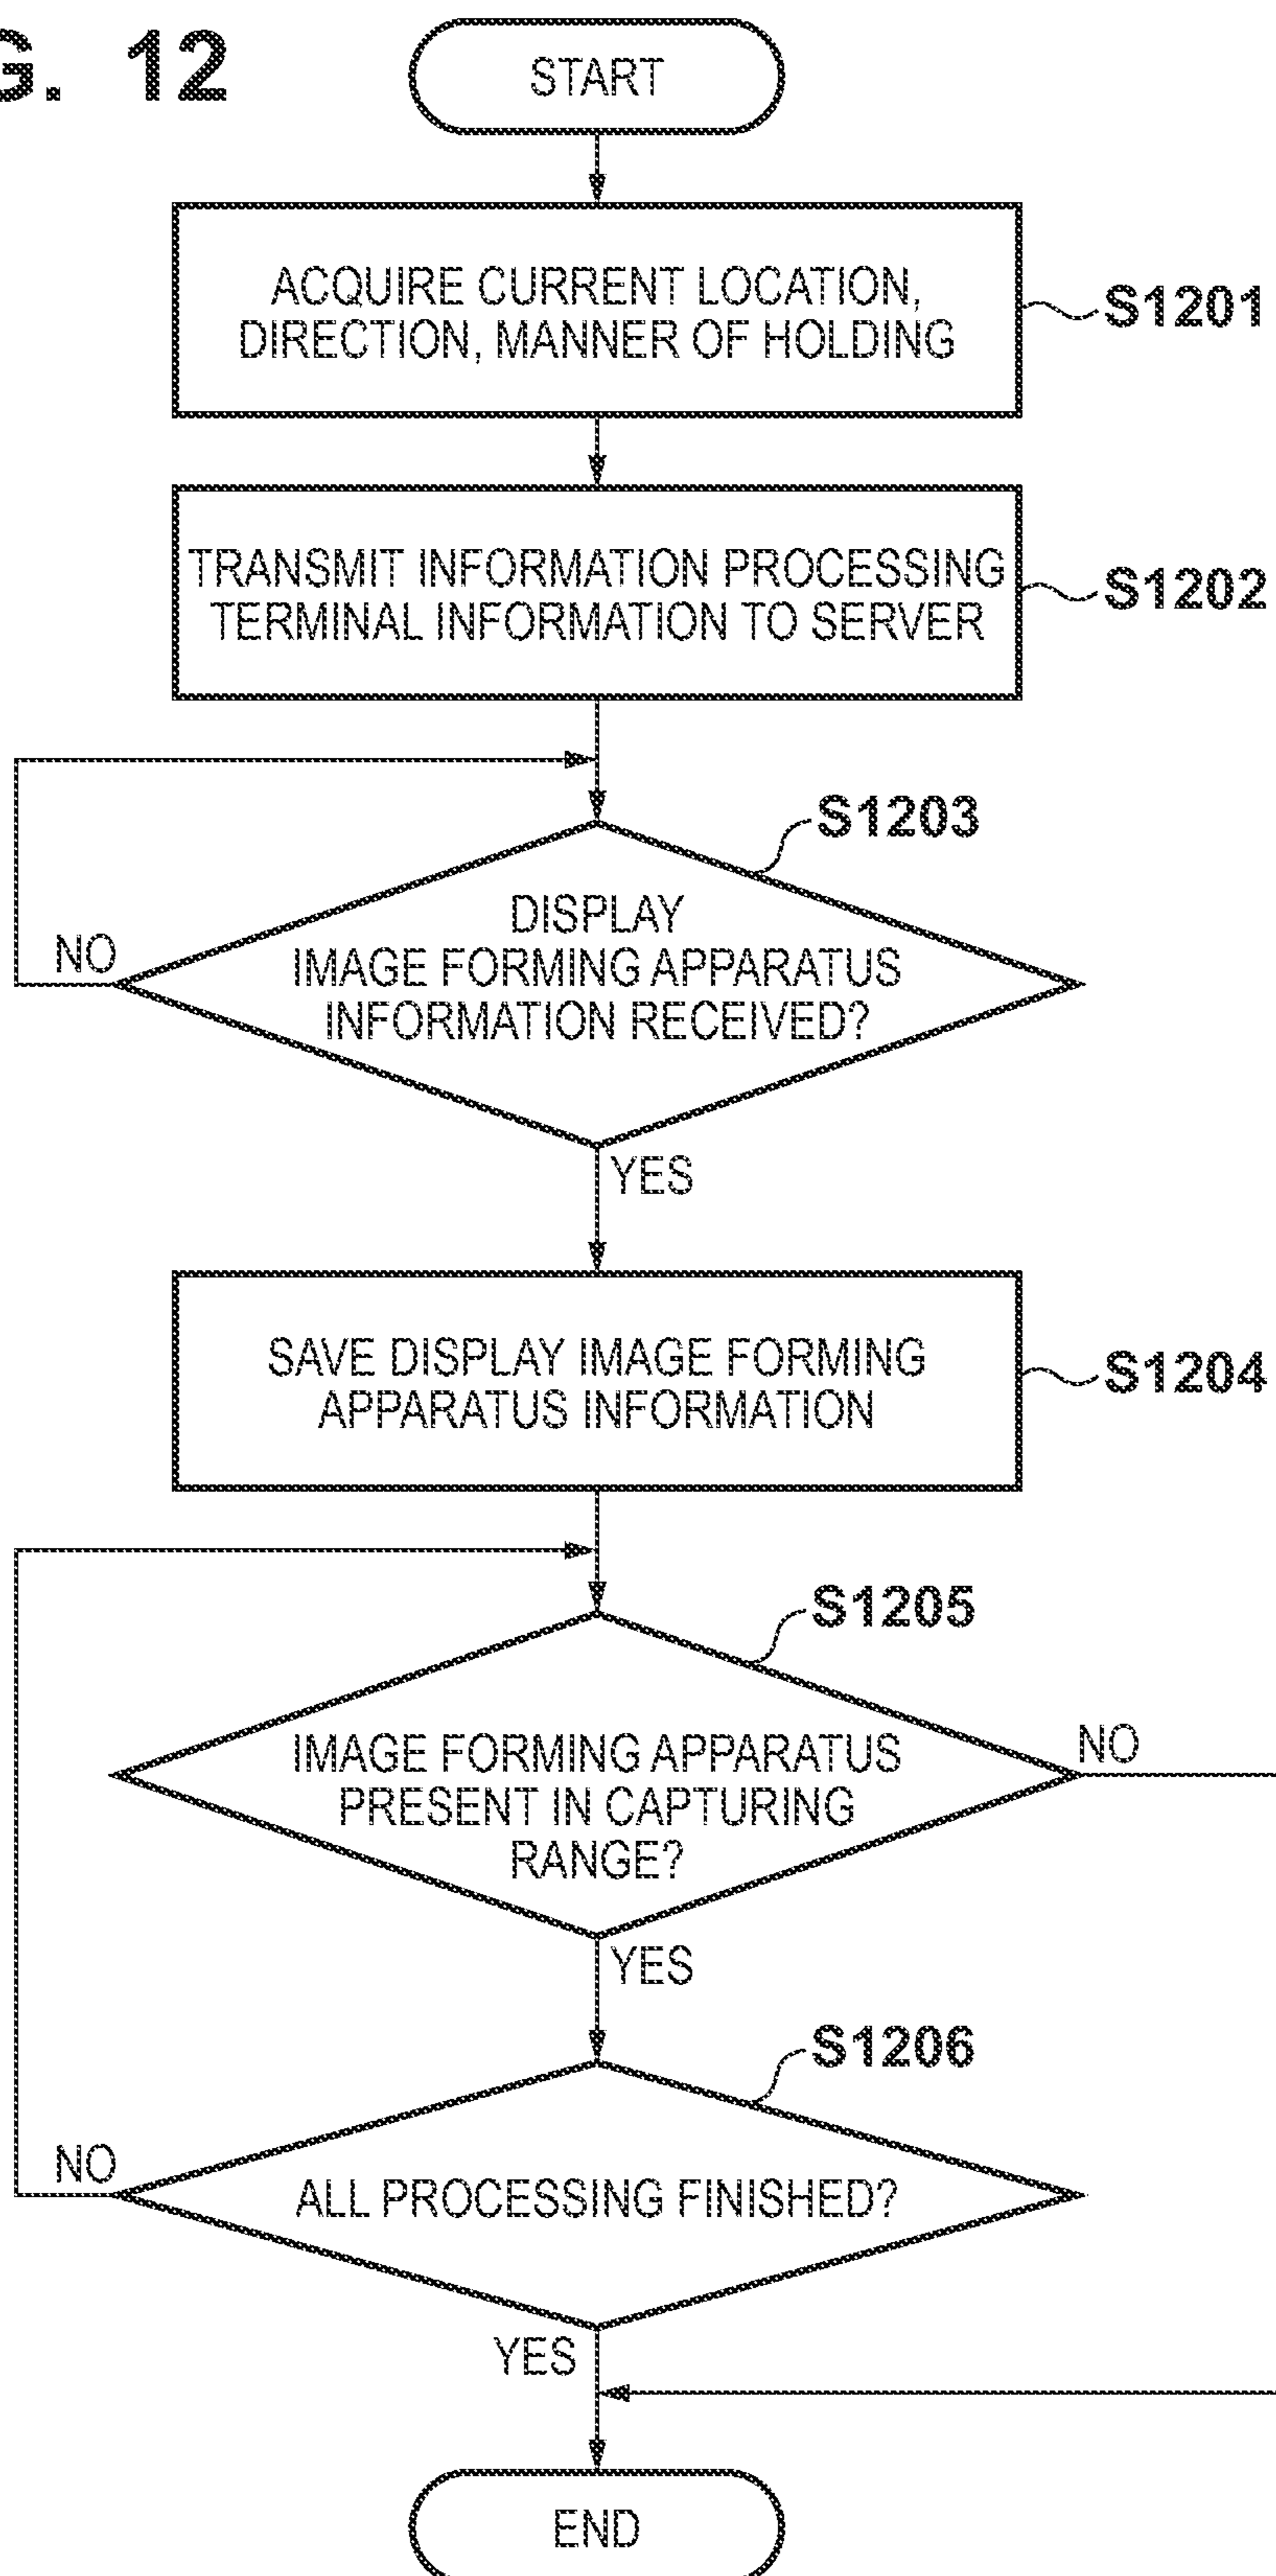 G. 12
START
ACQUIRE CURRENT LOCATION,
DIRECTION, MANNER OF HOLDING
S1201
TRANSMIT INFORMATION PROCESSING
TERMINAL INFORMATION TO SERVER
S1202
S1203
DISPLAY
IMAGE FORMING APPARATUS
INFORMATION RECEIVED?
NO
YES
SAVE DISPLAY IMAGE FORMING
APPARATUS INFORMATION
S1204
S1205
IMAGE FORMING APPARATUS
PRESENT IN CAPTURING
RANGE?
NO
YES
S1206
NO
ALL PROCESSING FINISHED?
YES
END